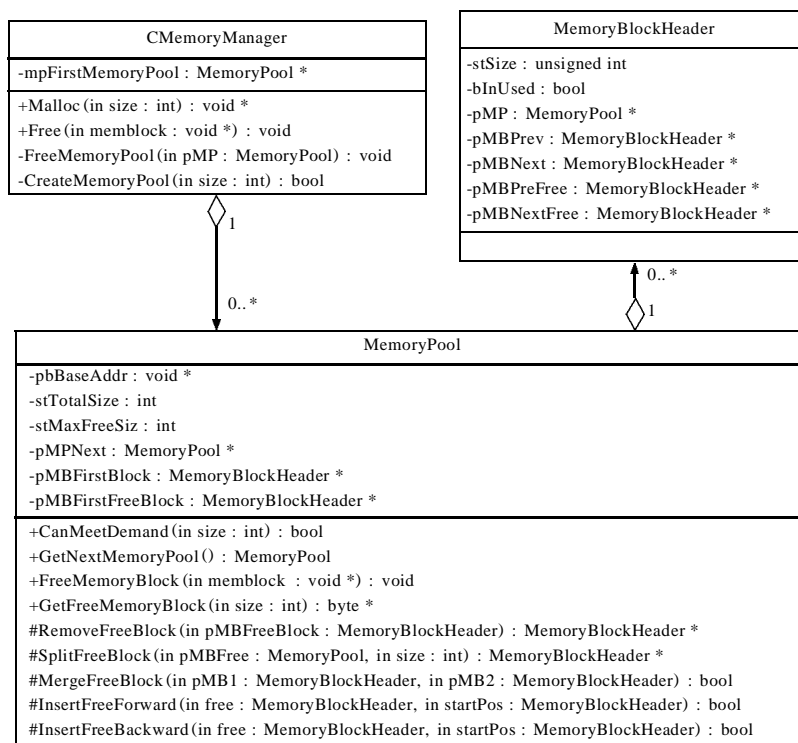 CMemoryManager
-mpFirstMemoryPool : MemoryPool *
+Malloc(in size : int) : void *
+Free(in memblock : void *) : void
-FreeMemoryPool(in pMP : MemoryPool) : void
-CreateMemoryPool(in size : int) : bool
1
0..*
MemoryBlockHeader
-stSize : unsigned int
-bInUsed : bool
-pMP : MemoryPool *
-pMBPrev : MemoryBlockHeader *
-pMBNext : MemoryBlockHeader *
-pMBPreFree : MemoryBlockHeader *
-pMBNextFree : MemoryBlockHeader *
0..*
1
MemoryPool
-pbBaseAddr : void *
-stTotalSize : int
-stMaxFreeSiz : int
-pMPNext : MemoryPool *
-pMBFirstBlock : MemoryBlockHeader *
-pMBFirstFreeBlock : MemoryBlockHeader *
+CanMeetDemand(in size : int) : bool
+GetNextMemoryPool() : MemoryPool
+FreeMemoryBlock(in memblock : void *) : void
+GetFreeMemoryBlock(in size : int) : byte *
#RemoveFreeBlock(in pMBFreeBlock : MemoryBlockHeader) : MemoryBlockHeader *
#SplitFreeBlock(in pMBFree : MemoryPool, in size : int) : MemoryBlockHeader *
#MergeFreeBlock(in pMB1 : MemoryBlockHeader, in pMB2 : MemoryBlockHeader) : bool
#InsertFreeForward(in free : MemoryBlockHeader, in startPos : MemoryBlockHeader) : bool
#InsertFreeBackward(in free : MemoryBlockHeader, in startPos : MemoryBlockHeader) : bool